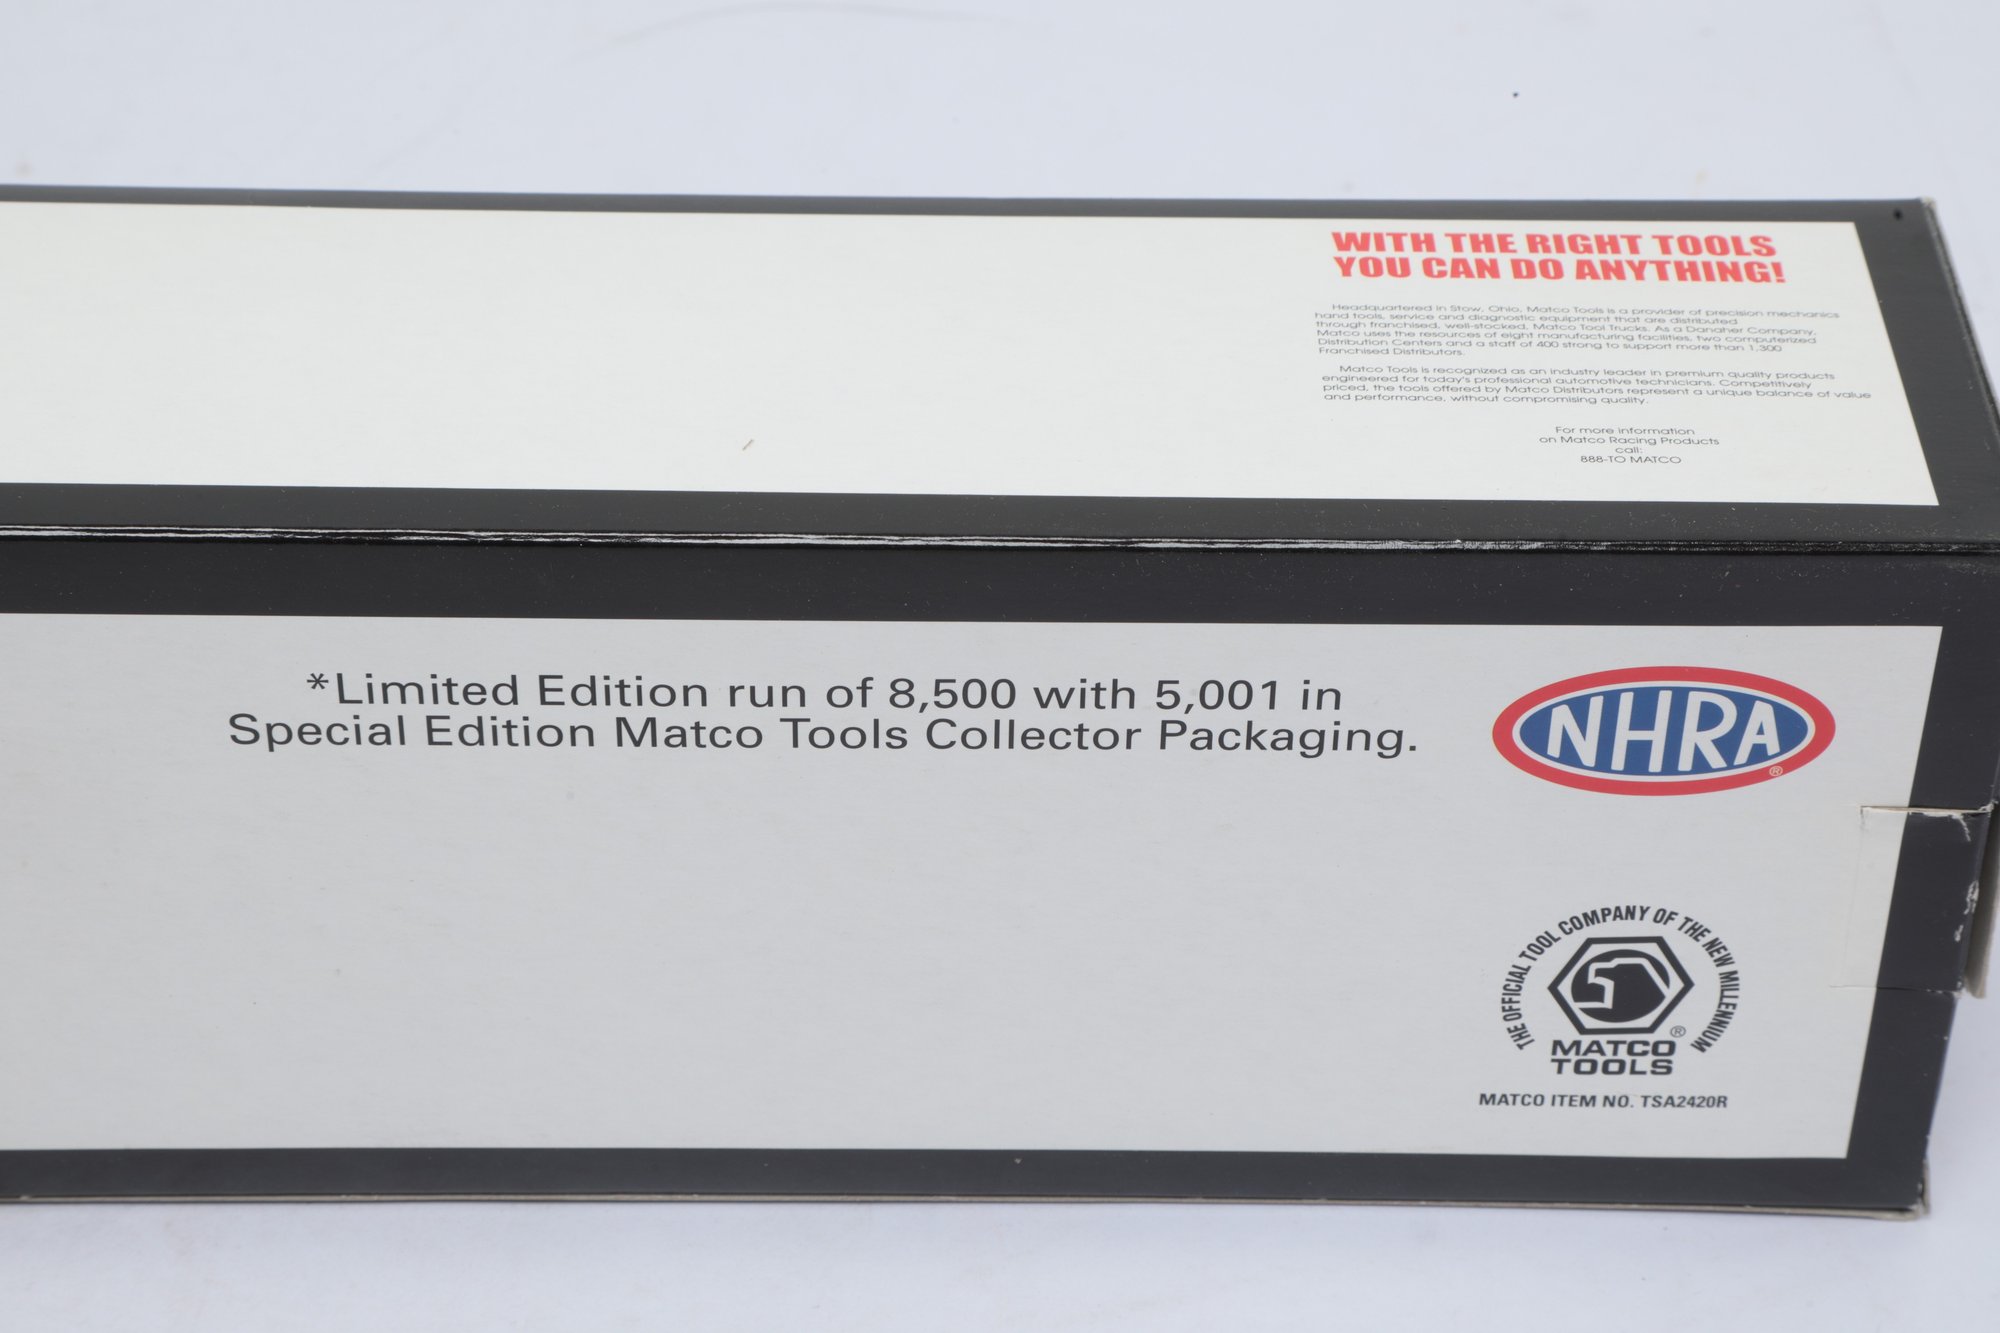 WITH THE RIGHT TOOLS
YOU CAN DO ANYTHING!
Headquartered in Stow, Ohio, Matco Tools is a provider of precision mechanics
hand tools, service and diagnostic equipment that are distributed
through franchised, well-stocked, Matco Tool Trucks. As a Danaher Company,
Matco uses the resources of eight manufacturing facilities, two computerized
Distribution Centers and a staff of 400 strong to support more than 1,300
Franchised Distributors.
Matco Tools is recognized as an industry leader in premium quality products
engineered for today's professional automotive technicians. Competitively
priced, the tools offered by Matco Distributors represent a unique balance of value
and performance, without compromising quality.
For more information
on Matco Racing Products
call:
888-TO MATCO
*Limited Edition run of 8,500 with 5,001 in
Special Edition Matco Tools Collector Packaging.
NHRA®
THE OFFICIAL TOOL COMPANY OF THE NEW MILLENNIUM
®
MATCO
TOOLS
MATCO ITEM NO. TSA2420R